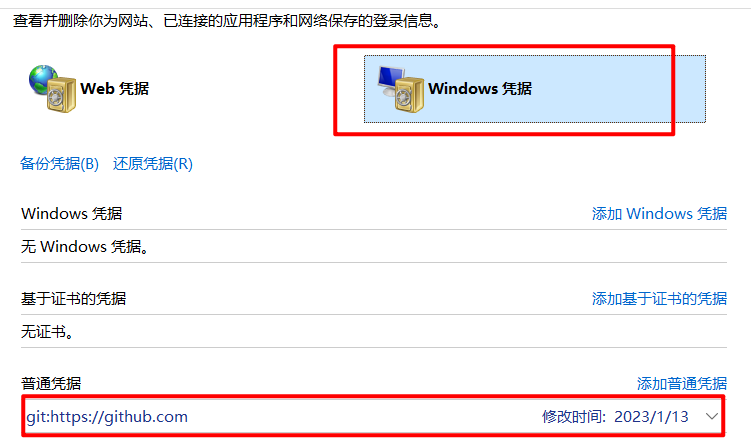 查看并删除你为网站、已连接的应用程序和网络保存的登录信息。
Web 凭据 Windows 凭据
备份凭据(B) 还原凭据(R)
Windows 凭据 添加 Windows 凭据
无 Windows 凭据。
基于证书的凭据 添加基于证书的凭据
无证书。
普通凭据 添加普通凭据
git:https://github.com 修改时间: 2023/1/13